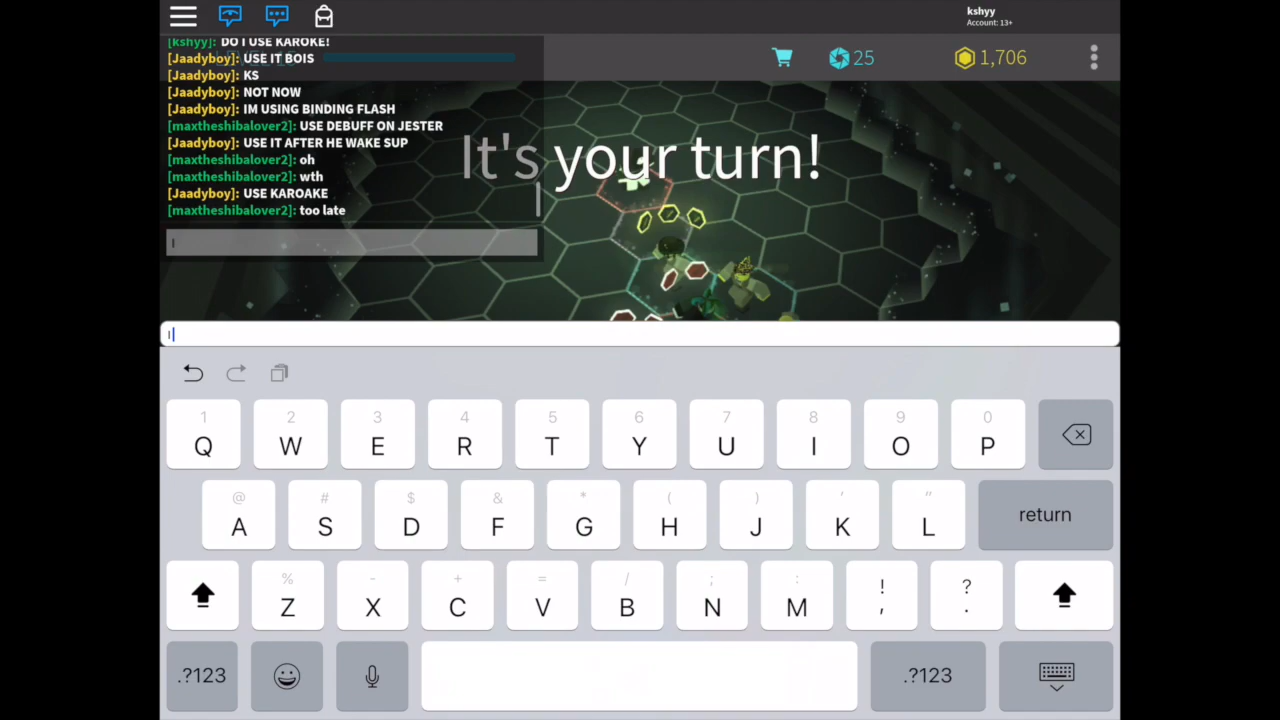 kshyy
Account: 13+
[kshyy]: DO I USE KAROKE!
[Jaadyboy]: USE IT BOIS
[Jaadyboy]: KS
[Jaadyboy]: NOT NOW
[Jaadyboy]: IM USING BINDING FLASH
[maxtheshibalover2]: USE DEBUFF ON JESTER
[Jaadyboy]: USE IT AFTER HE WAKE SUP
[maxtheshibalover2]: oh
[maxtheshibalover2]: wth
[Jaadyboy]: USE KAROAKE
[maxtheshibalover2]: too late
25
1,706
It's your turn!
I
I
1 2 3 4 5 6 7 8 9 0
Q W E R T Y U I O P
@ # $ & * ( ) ' "
A S D F G H J K L return
% - + = / ; : ! ?
Z X C V B N M , .
.?123 .?123